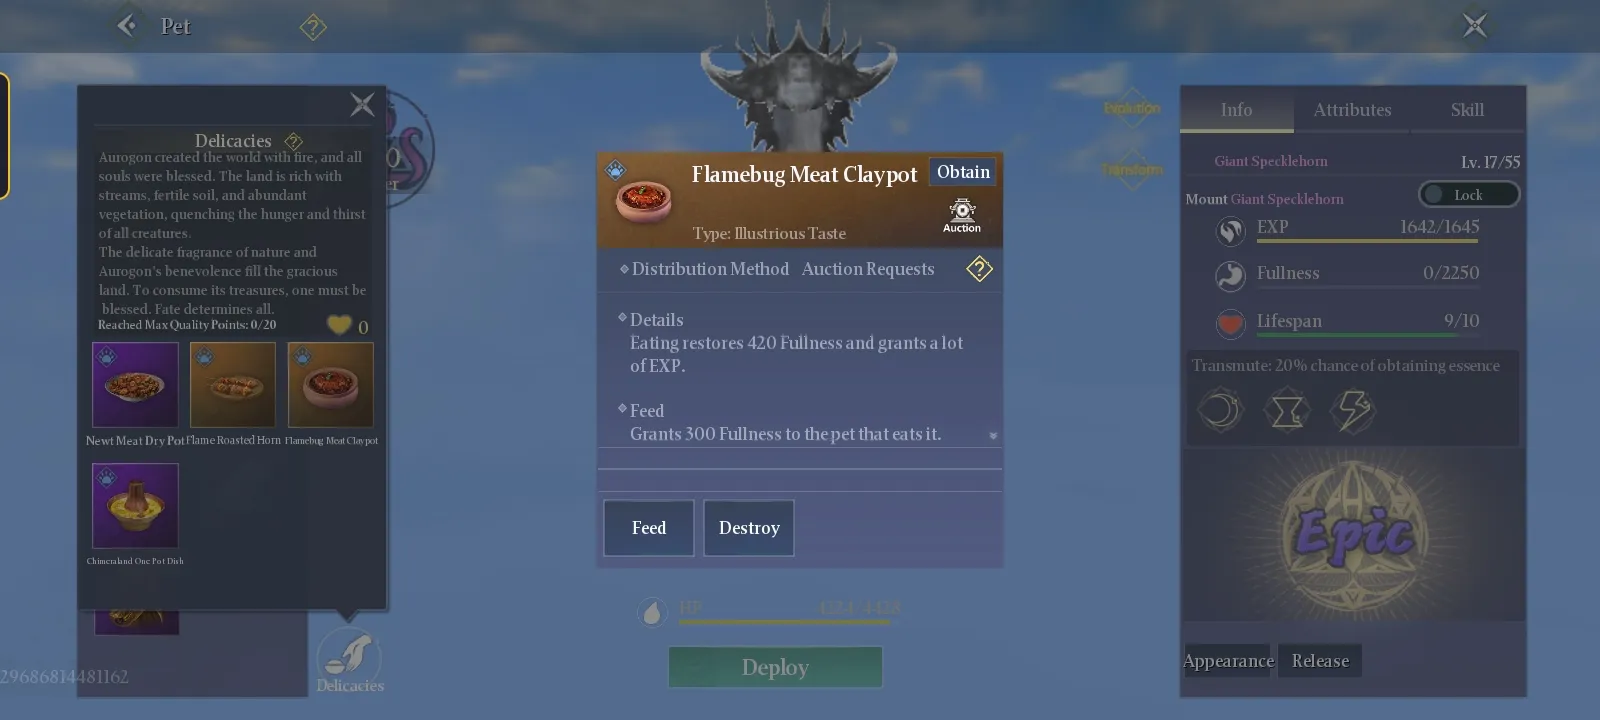 Pet
?
Delicacies ?
Aurogon created the world with fire, and all
souls were blessed. The land is rich with
streams, fertile soil, and abundant
vegetation, quenching the hunger and thirst
of all creatures.
The delicate fragrance of nature and
Aurogon's benevolence fill the gracious
land. To consume its treasures, one must be
blessed. Fate determines all.
Reached Max Quality Points: 0/20
0
Newt Meat Dry Pot
Flame Roasted Horn
Flamebug Meat Claypot
Chimeraland One Pot Dish
29686814481162
Delicacies
Flamebug Meat Claypot
Obtain
Type: Illustrious Taste
Auction
Distribution Method Auction Requests
?
Details
Eating restores 420 Fullness and grants a lot
of EXP.
Feed
Grants 300 Fullness to the pet that eats it.
Feed
Destroy
HP
Deploy
Evolution
Transform
Info
Attributes
Skill
Giant Specklehorn
Lv. 17/55
Mount Giant Specklehorn
Lock
EXP 1642/1645
Fullness 0/2250
Lifespan 9/10
Transmute: 20% chance of obtaining essence
Epic
Appearance
Release